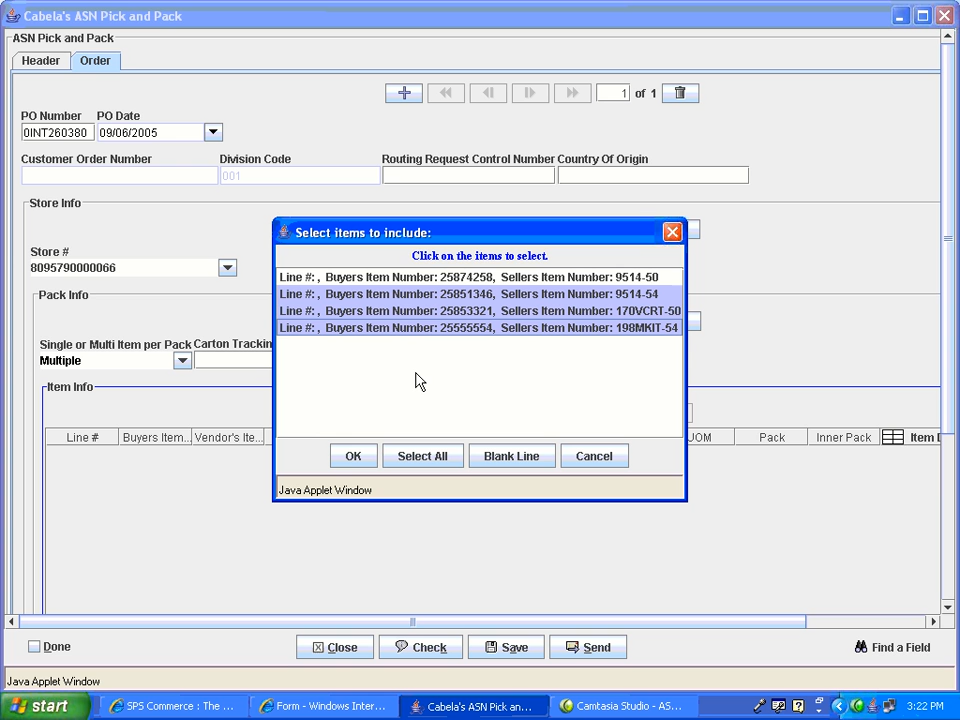 Cabela's ASN Pick and Pack
ASN Pick and Pack
Header Order
1 of 1
PO Number PO Date
0INT260380 09/06/2005
Customer Order Number Division Code Routing Request Control Number Country Of Origin
001
Store Info
Store #
8095790000066
Pack Info
Single or Multi Item per Pack Carton Trackin
Multiple
Item Info
Line # Buyers Item... Vendor's Ite... UOM Pack Inner Pack Item D
Select items to include:
Click on the items to select.
Line #: , Buyers Item Number: 25874258, Sellers Item Number: 9514-50
Line #: , Buyers Item Number: 25851346, Sellers Item Number: 9514-54
Line #: , Buyers Item Number: 25853321, Sellers Item Number: 170VCRT-50
Line #: , Buyers Item Number: 25555554, Sellers Item Number: 198MKIT-54
OK Select All Blank Line Cancel
Java Applet Window
Done Close Check Save Send Find a Field
Java Applet Window
start SPS Commerce : The ... Form - Windows Inter... Cabela's ASN Pick an... Camtasia Studio - AS... 3:22 PM